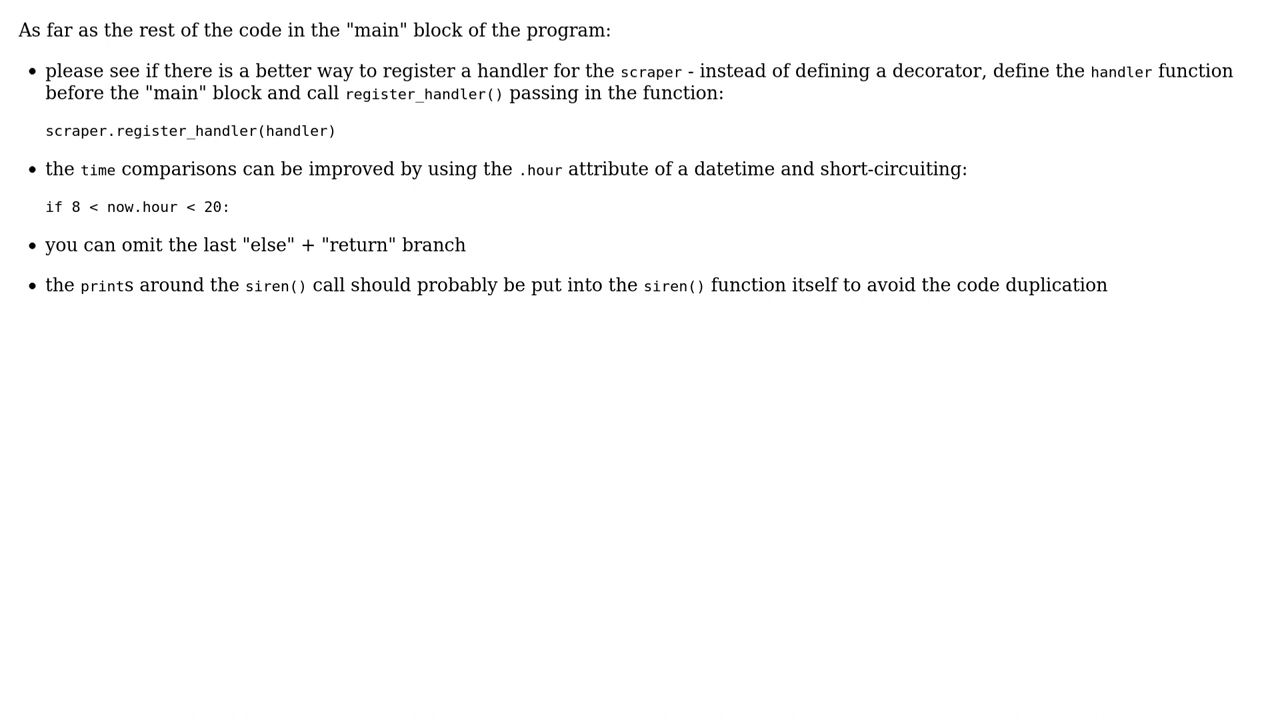 As far as the rest of the code in the "main" block of the program:
• please see if there is a better way to register a handler for the scraper - instead of defining a decorator, define the handler function
before the "main" block and call register_handler() passing in the function:
scraper.register_handler(handler)
• the time comparisons can be improved by using the .hour attribute of a datetime and short-circuiting:
if 8 < now.hour < 20:
• you can omit the last "else" + "return" branch
• the prints around the siren() call should probably be put into the siren() function itself to avoid the code duplication